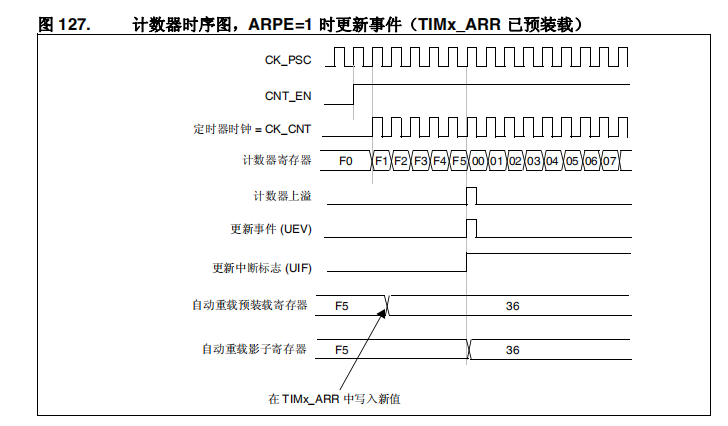 图 127. 计数器时序图，ARPE=1 时更新事件（TIMx_ARR 已预装载）
CK_PSC
CNT_EN
定时器时钟 = CK_CNT
计数器寄存器 F0 F1 F2 F3 F4 F5 00 01 02 03 04 05 06 07
计数器上溢
更新事件 (UEV)
更新中断标志 (UIF)
自动重载预装载寄存器 F5 36
自动重载影子寄存器 F5 36
在 TIMx_ARR 中写入新值